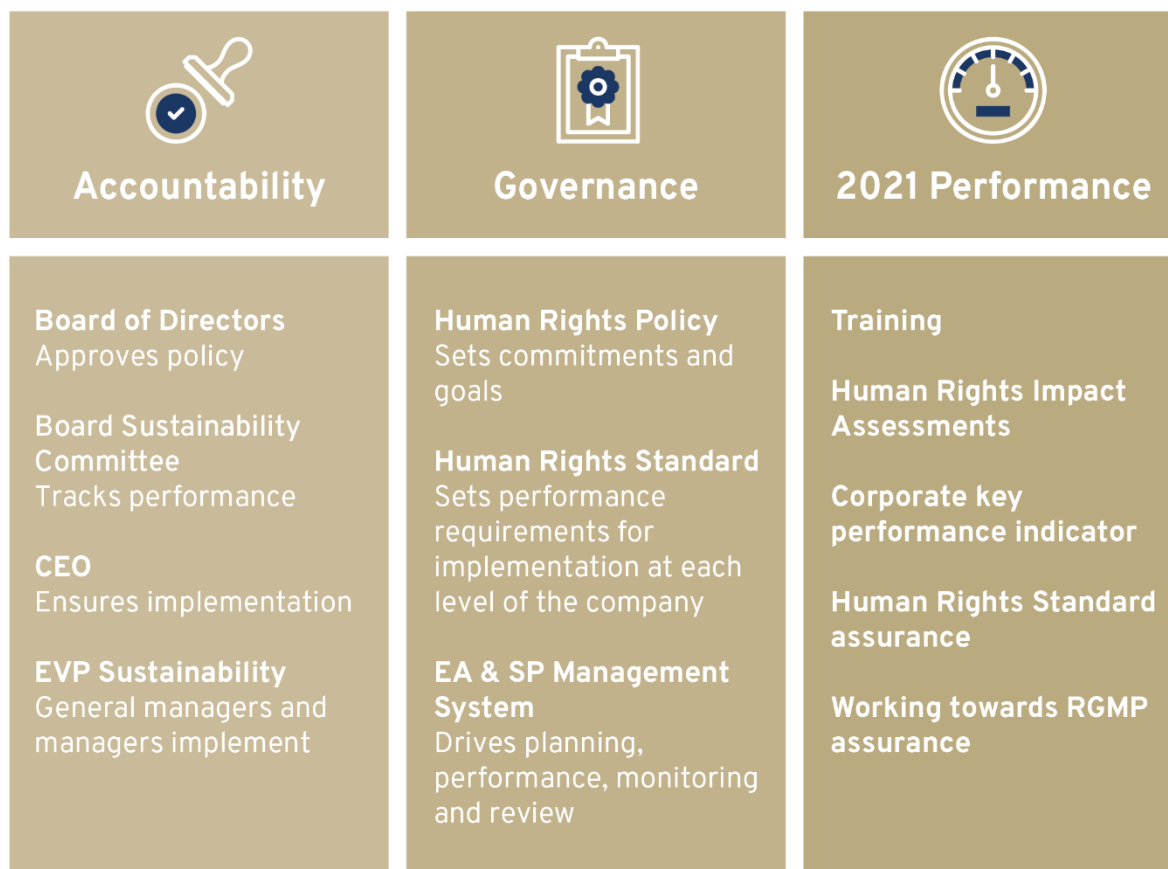 Accountability
Board of Directors
Approves policy
Board Sustainability
Committee
Tracks performance
CEO
Ensures implementation
EVP Sustainability
General managers and
managers implement
Governance
Human Rights Policy
Sets commitments and
goals
Human Rights Standard
Sets performance
requirements for
implementation at each
level of the company
EA & SP Management
System
Drives planning,
performance, monitoring
and review
2021 Performance
Training
Human Rights Impact
Assessments
Corporate key
performance indicator
Human Rights Standard
assurance
Working towards RGMP
assurance